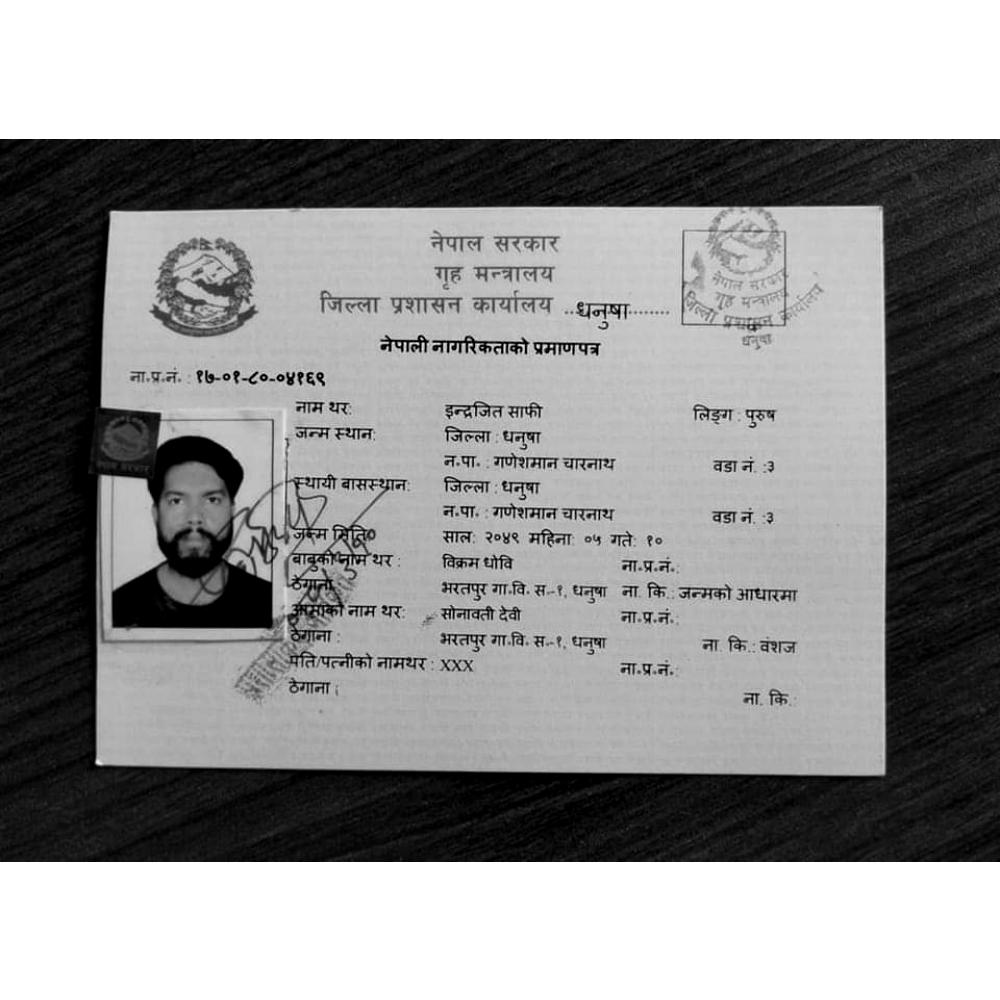 नेपाल सरकार
गृह मन्त्रालय
जिल्ला प्रशासन कार्यालय ..धनुषा........
नेपाल सरकार
गृह मन्त्रालय
जिल्ला प्रशासन कार्यालय
धनुषा
नेपाली नागरिकताको प्रमाणपत्र
ना.प्र.नं. : १७-०१-८०-०४१६९
नाम थर: इन्द्रजित साफी लिङ्ग : पुरुष
जन्म स्थान: जिल्ला : धनुषा
न.पा. : गणेशमान चारनाथ वडा नं. :३
नेपाल सरकार
स्थायी बासस्थान: जिल्ला : धनुषा
न.पा. : गणेशमान चारनाथ वडा नं. :३
जन्म मिति० साल: २०४९ महिना: ०५ गते: १०
बाबुको नाम थर : विक्रम धोवि ना.प्र.नं.:
ठेगाना भरतपुर गा.वि. स.-१, धनुषा ना. कि.: जन्मको आधारमा
आमाको नाम थर: सोनावती देवी ना.प्र.नं.:
ठेगाना : भरतपुर गा.वि. स.-१, धनुषा ना. कि.: वंशज
पति/पत्नीको नामथर : XXX ना.प्र.नं.:
ठेगाना :
ना. कि.: